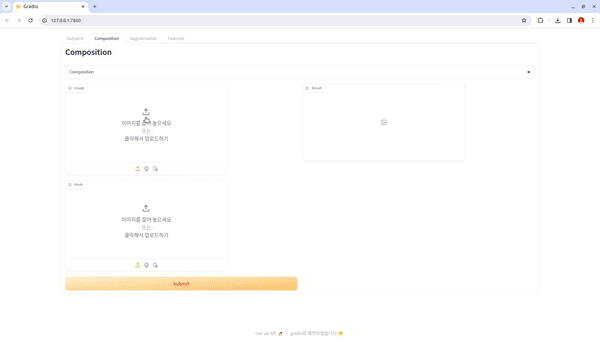 Gradio
127.0.0.1:7860
Outpaint Composition Augmentation Features
Composition
Composition
Image
이미지를 끌어 놓으세요
- 또는 -
클릭해서 업로드하기
Result
Mask
이미지를 끌어 놓으세요
- 또는 -
클릭해서 업로드하기
Submit
Use via API · gradio로 제작되었습니다